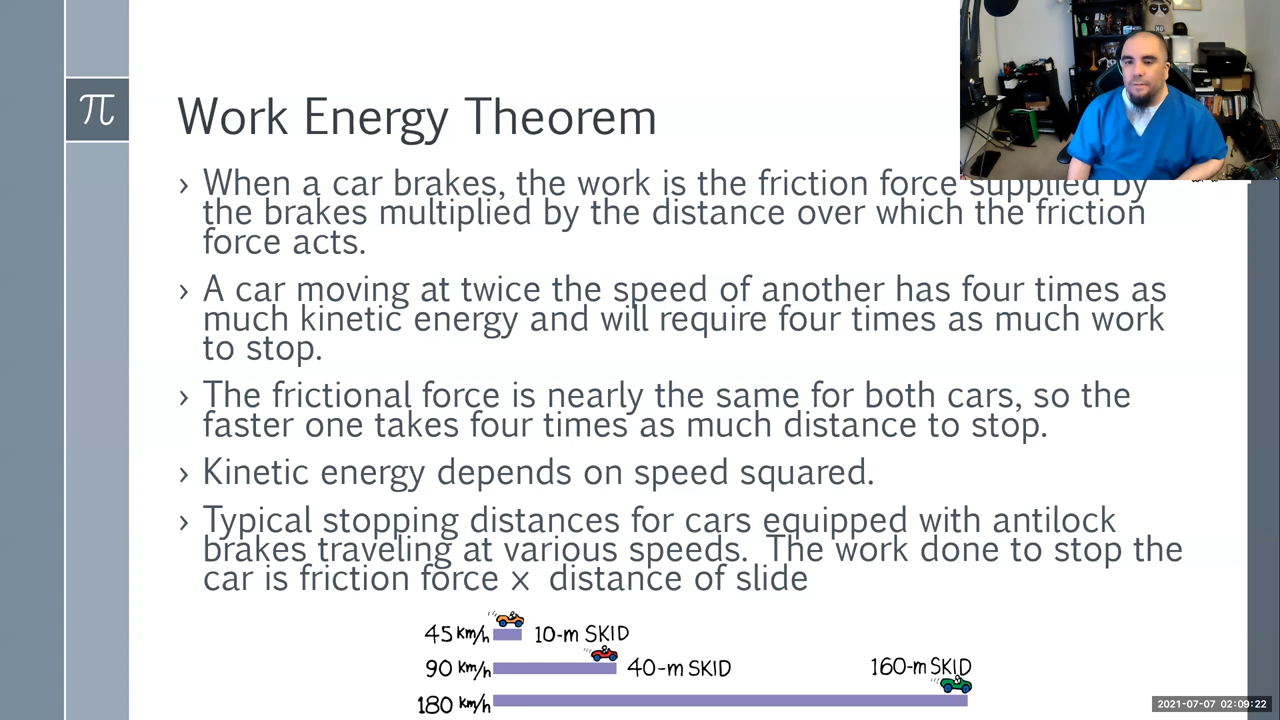 π
Work Energy Theorem
› When a car brakes, the work is the friction force supplied by
the brakes multiplied by the distance over which the friction
force acts.
› A car moving at twice the speed of another has four times as
much kinetic energy and will require four times as much work
to stop.
› The frictional force is nearly the same for both cars, so the
faster one takes four times as much distance to stop.
› Kinetic energy depends on speed squared.
› Typical stopping distances for cars equipped with antilock
brakes traveling at various speeds.  The work done to stop the
car is friction force × distance of slide
45 km/h 10-m SKID
90 km/h 40-m SKID 160-m SKID
180 km/h
2021-07-07 02:09:22